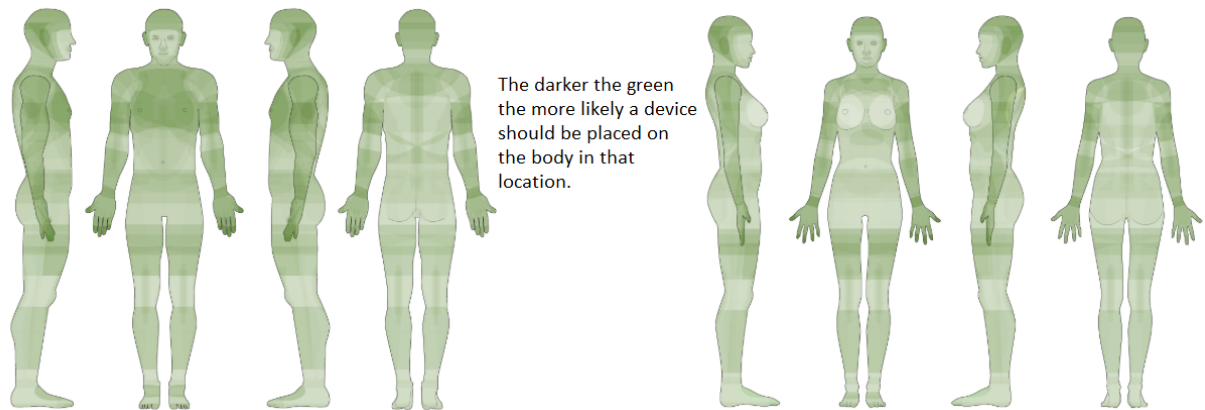 The darker the green
the more likely a device
should be placed on
the body in that
location.